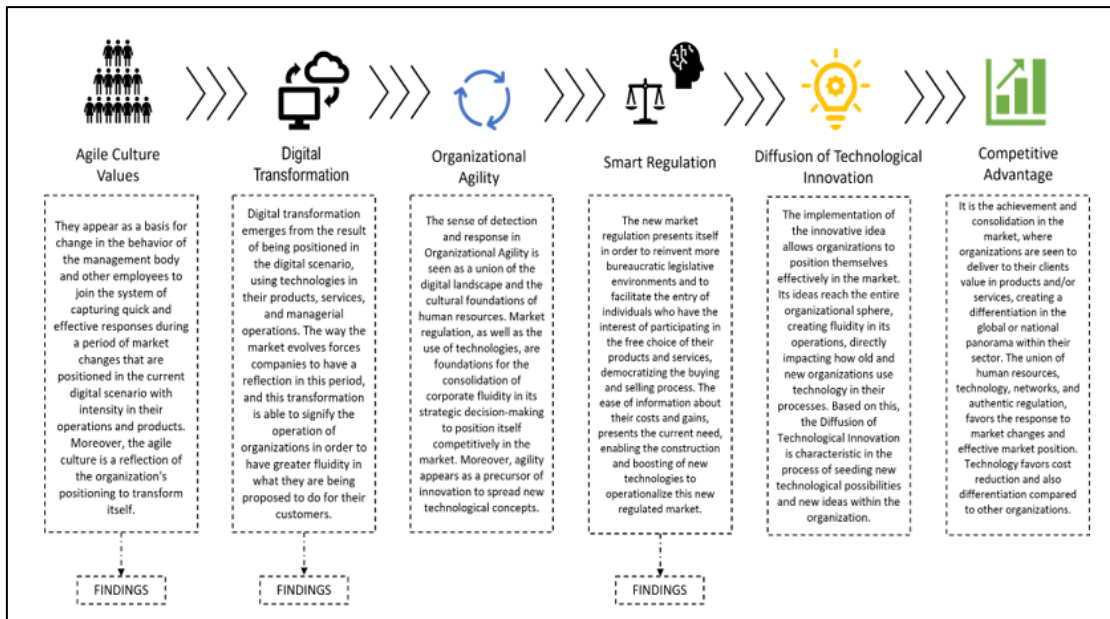 Agile Culture
Values
They appear as a basis for
change in the behavior of
the management body
and other employees to
join the system of
capturing quick and
effective responses during
a period of market
changes that are
positioned in the current
digital scenario with
intensity in their
operations and products.
Moreover, the agile
culture is a reflection of
the organization's
positioning to transform
itself.
FINDINGS
Digital
Transformation
Digital transformation
emerges from the result
of being positioned in
the digital scenario,
using technologies in
their products, services,
and managerial
operations. The way the
market evolves forces
companies to have a
reflection in this period,
and this transformation
is able to signify the
operation of
organizations in order to
have greater fluidity in
what they are being
proposed to do for their
customers.
FINDINGS
Organizational
Agility
The sense of detection
and response in
Organizational Agility is
seen as a union of the
digital landscape and the
cultural foundations of
human resources. Market
regulation, as well as the
use of technologies, are
foundations for the
consolidation of
corporate fluidity in its
strategic decision-making
to position itself
competitively in the
market. Moreover, agility
appears as a precursor of
innovation to spread new
technological concepts.
Smart Regulation
The new market
regulation presents itself
in order to reinvent more
bureaucratic legislative
environments and to
facilitate the entry of
individuals who have the
interest of participating in
the free choice of their
products and services,
democratizing the buying
and selling process. The
ease of information about
their costs and gains,
presents the current need,
enabling the construction
and boosting of new
technologies to
operationalize this new
regulated market.
FINDINGS
Diffusion of Technological
Innovation
The implementation of
the innovative idea
allows organizations to
position themselves
effectively in the market.
Its ideas reach the entire
organizational sphere,
creating fluidity in its
operations, directly
impacting how old and
new organizations use
technology in their
processes. Based on this,
the Diffusion of
Technological Innovation
is characteristic in the
process of seeding new
technological possibilities
and new ideas within the
organization.
Competitive
Advantage
It is the achievement and
consolidation in the
market, where
organizations are seen to
deliver to their clients
value in products and/or
services, creating a
differentiation in the
global or national
panorama within their
sector. The union of
human resources,
technology, networks, and
authentic regulation,
favors the response to
market changes and
effective market position.
Technology favors cost
reduction and also
differentiation compared
to other organizations.